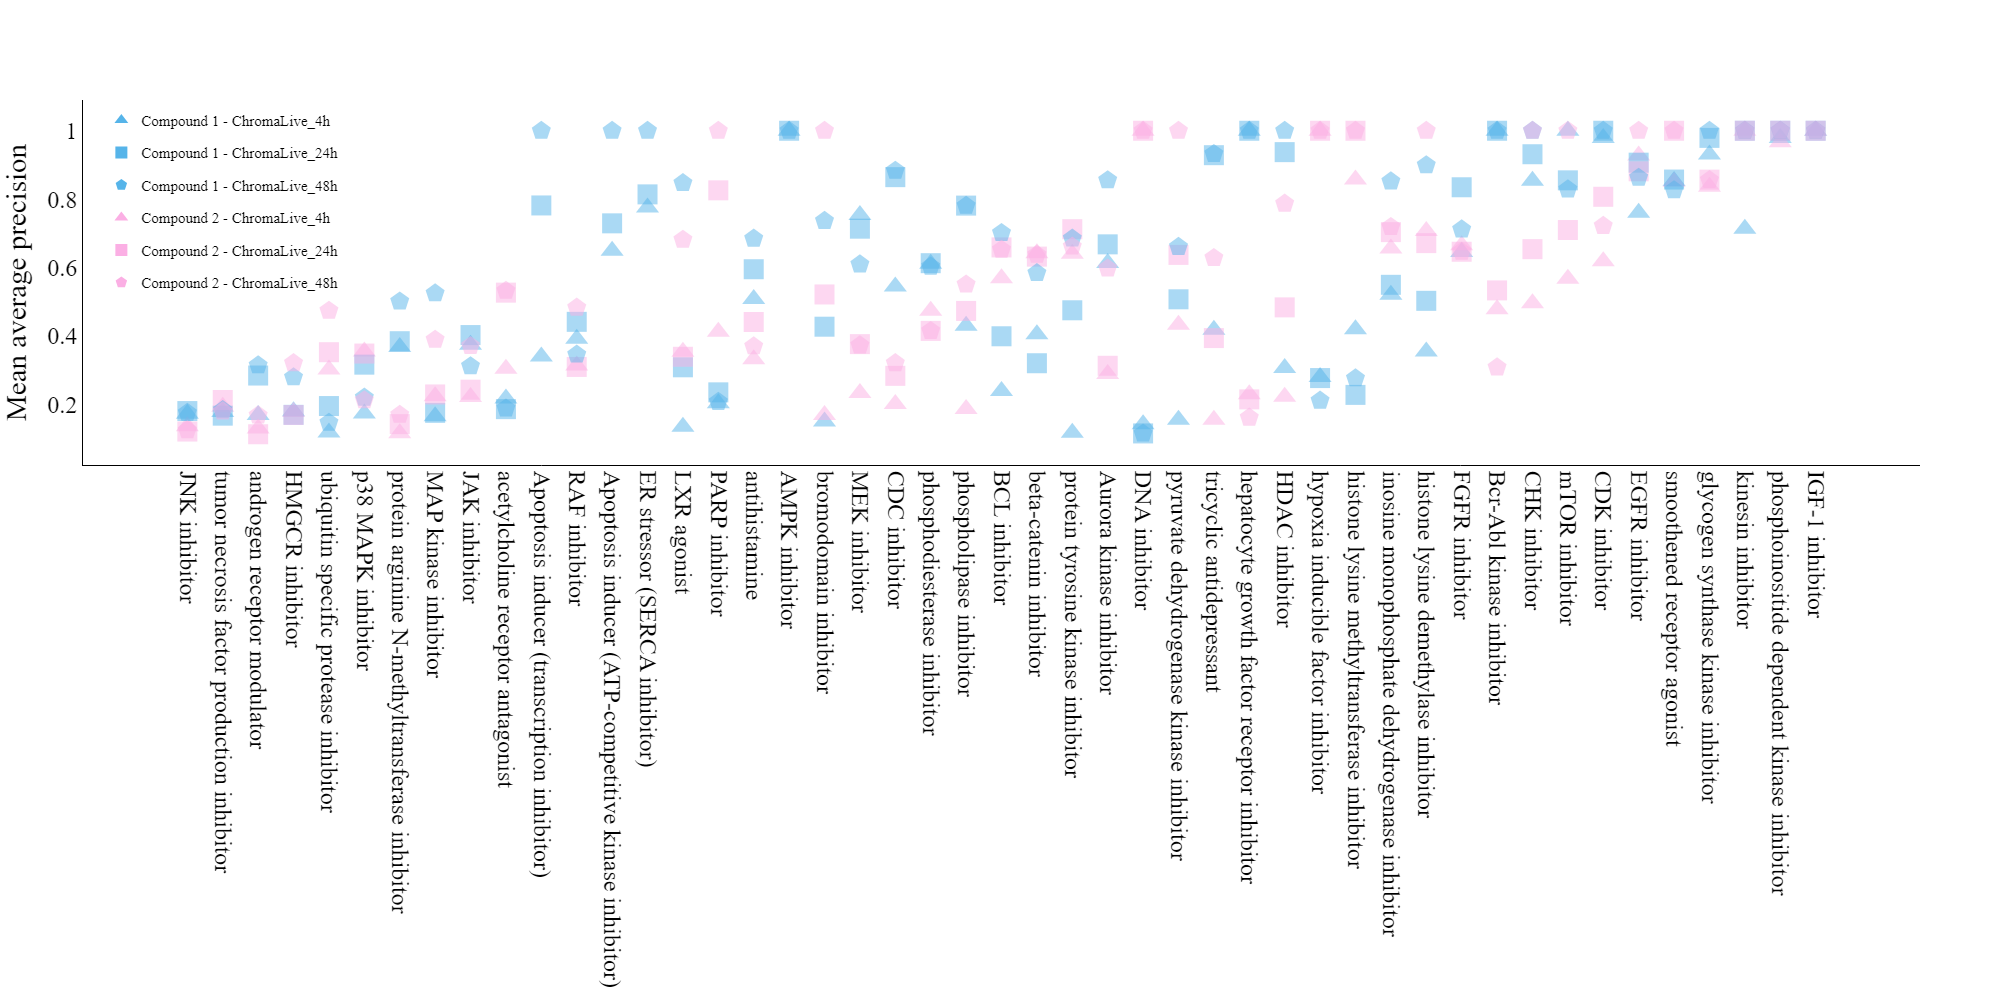 Mean average precision
1
0.8
0.6
0.4
0.2
Compound 1 - ChromaLive_4h
Compound 1 - ChromaLive_24h
Compound 1 - ChromaLive_48h
Compound 2 - ChromaLive_4h
Compound 2 - ChromaLive_24h
Compound 2 - ChromaLive_48h
JNK inhibitor
tumor necrosis factor production inhibitor
androgen receptor modulator
HMGCR inhibitor
ubiquitin specific protease inhibitor
p38 MAPK inhibitor
protein arginine N-methyltransferase inhibitor
MAP kinase inhibitor
JAK inhibitor
acetylcholine receptor antagonist
Apoptosis inducer (transcription inhibitor)
RAF inhibitor
Apoptosis inducer (ATP-competitive kinase inhibitor)
ER stressor (SERCA inhibitor)
LXR agonist
PARP inhibitor
antihistamine
AMPK inhibitor
bromodomain inhibitor
MEK inhibitor
CDC inhibitor
phosphodiesterase inhibitor
phospholipase inhibitor
BCL inhibitor
beta-catenin inhibitor
protein tyrosine kinase inhibitor
Aurora kinase inhibitor
DNA inhibitor
pyruvate dehydrogenase kinase inhibitor
tricyclic antidepressant
hepatocyte growth factor receptor inhibitor
HDAC inhibitor
hypoxia inducible factor inhibitor
histone lysine methyltransferase inhibitor
inosine monophosphate dehydrogenase inhibitor
histone lysine demethylase inhibitor
FGFR inhibitor
Bcr-Abl kinase inhibitor
CHK inhibitor
mTOR inhibitor
CDK inhibitor
EGFR inhibitor
smoothened receptor agonist
glycogen synthase kinase inhibitor
kinesin inhibitor
phosphoinositide dependent kinase inhibitor
IGF-1 inhibitor